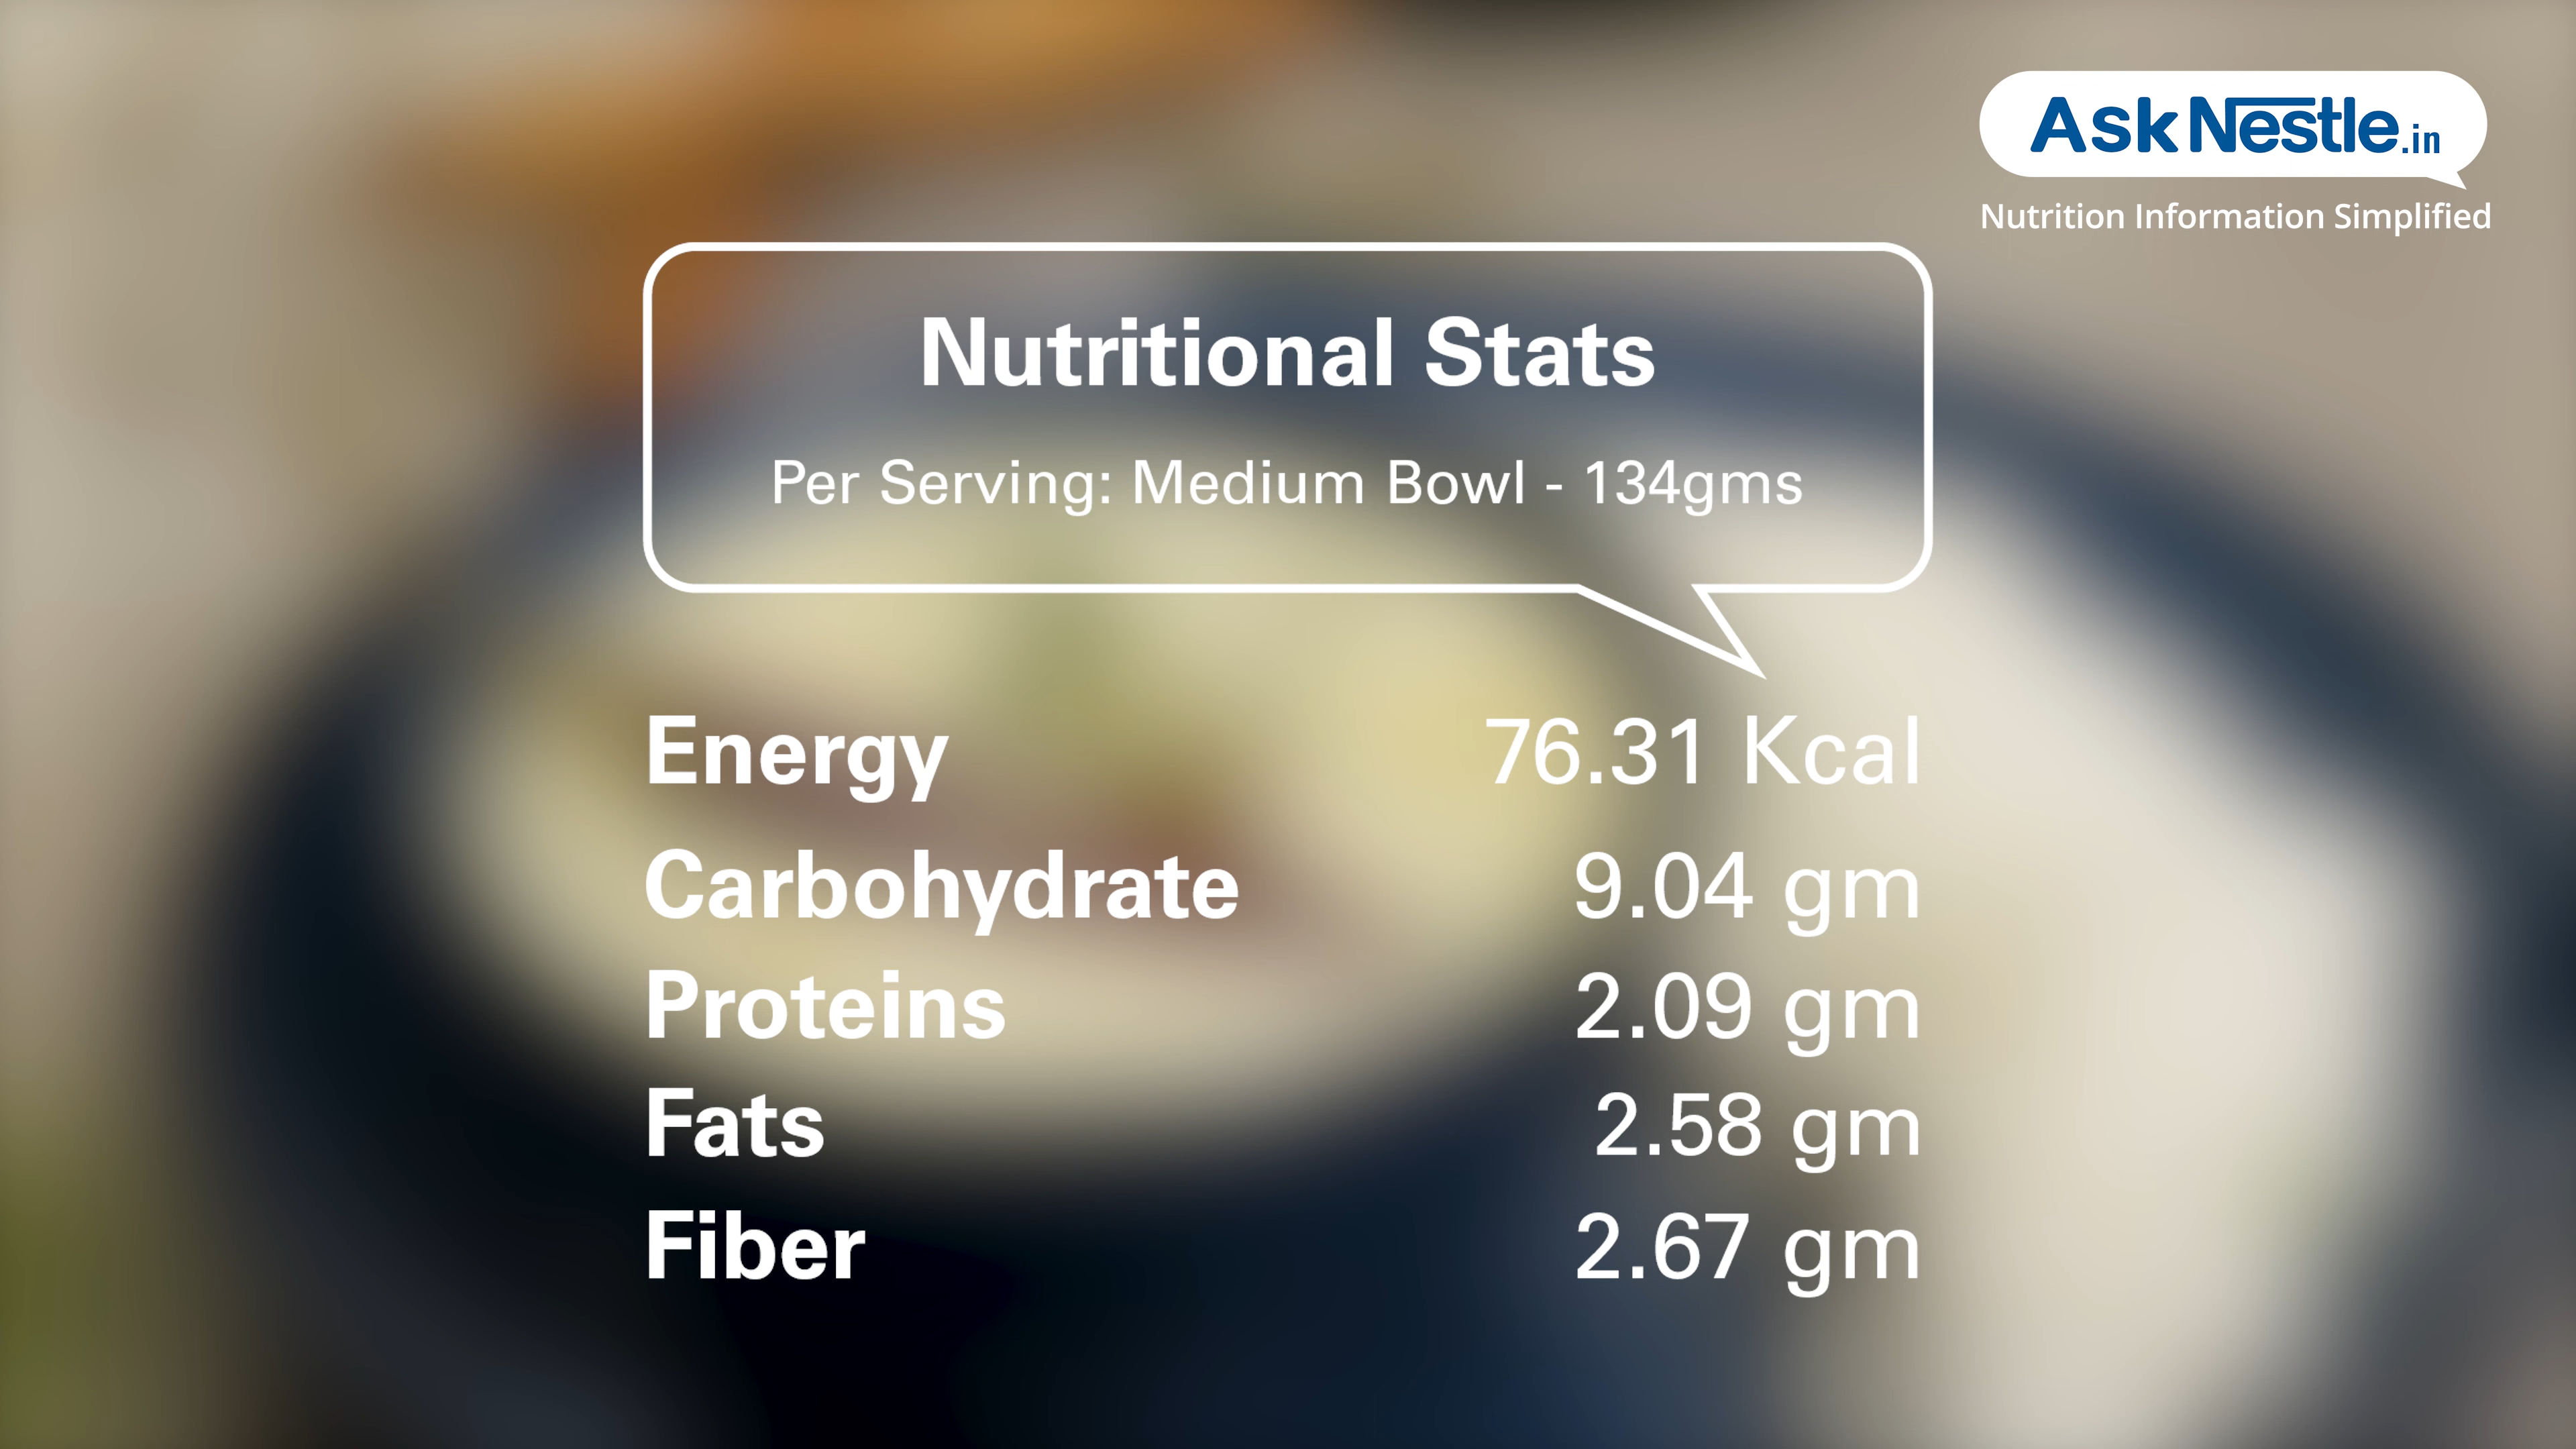 AskNestle.in
Nutrition Information Simplified
Nutritional Stats
Per Serving: Medium Bowl - 134gms
Energy 76.31 Kcal
Carbohydrate 9.04 gm
Proteins 2.09 gm
Fats 2.58 gm
Fiber 2.67 gm